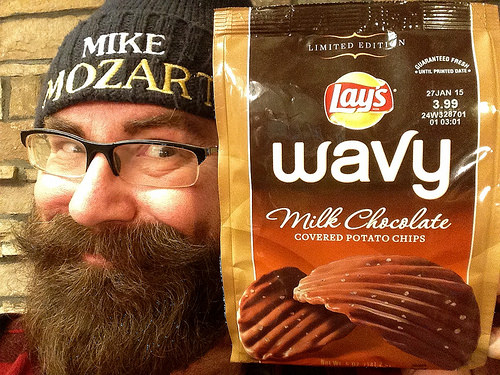 MIKE
MOZART
LIMITED EDITION
GUARANTEED FRESH
• UNTIL PRINTED DATE •
27JAN 15
3.99
24W328701
01 03:01
Lay's
wavy
Milk Chocolate
COVERED POTATO CHIPS